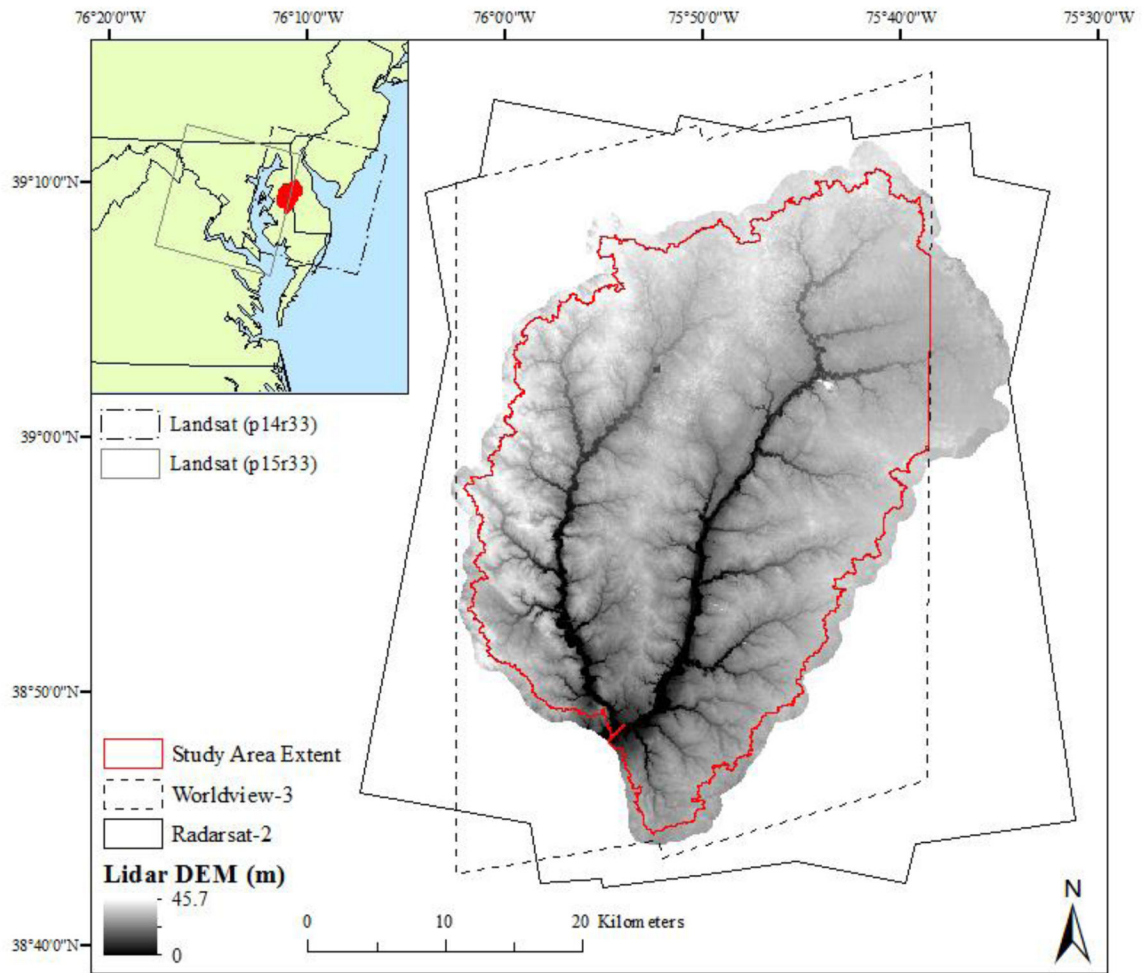 76°20'0"W 76°10'0"W 76°00'0"W 75°50'0"W 75°40'0"W 75°30'0"W
39°10'0"N
39°00'0"N
38°50'0"N
38°40'0"N
Landsat (p14r33)
Landsat (p15r33)
Study Area Extent
Worldview-3
Radarsat-2
Lidar DEM (m)
45.7
0
0 10 20 Kilometers
N